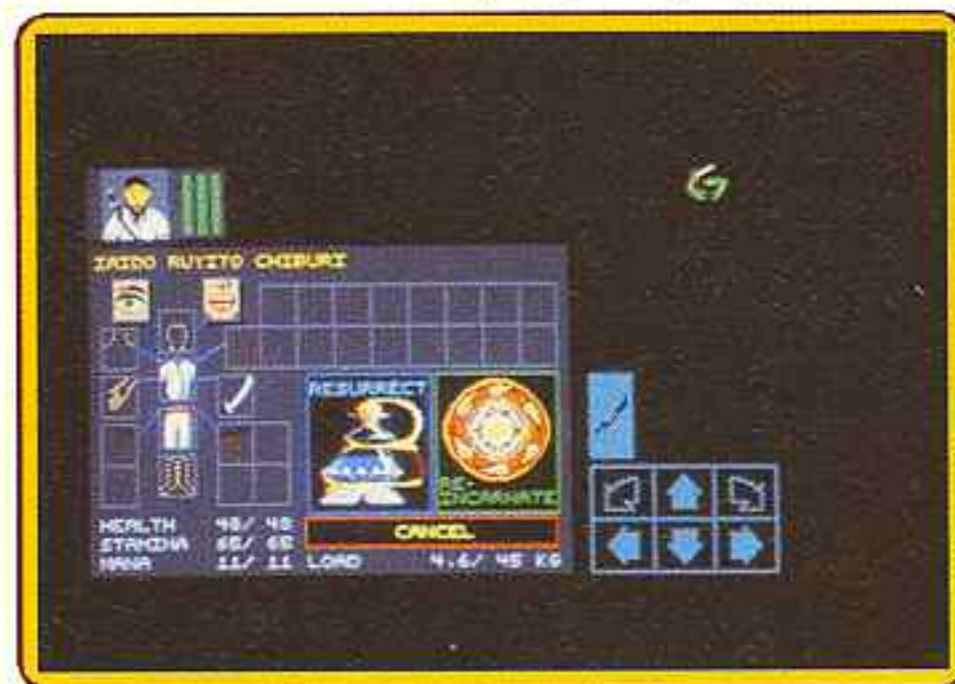 IAIDO RUYITO CHIBURI
RESURRECT
RE-
INCARNATE
CANCEL
HEALTH 48/ 48
STAMINA 65/ 65
MANA 11/ 11
LOAD 4.6/ 45 KG